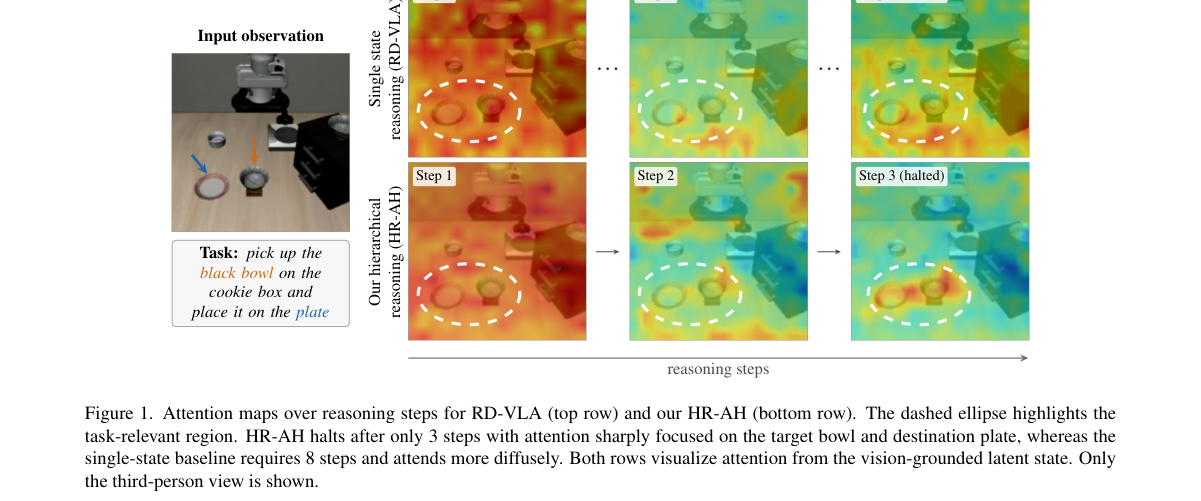 Input observation
Single state
reasoning (RD-VLA)
...
...
Task: pick up the
black bowl on the
cookie box and
place it on the plate
Our hierarchical
reasoning (HR-AH)
Step 1
Step 2
Step 3 (halted)
reasoning steps
Figure 1. Attention maps over reasoning steps for RD-VLA (top row) and our HR-AH (bottom row). The dashed ellipse highlights the
task-relevant region. HR-AH halts after only 3 steps with attention sharply focused on the target bowl and destination plate, whereas the
single-state baseline requires 8 steps and attends more diffusely. Both rows visualize attention from the vision-grounded latent state. Only
the third-person view is shown.